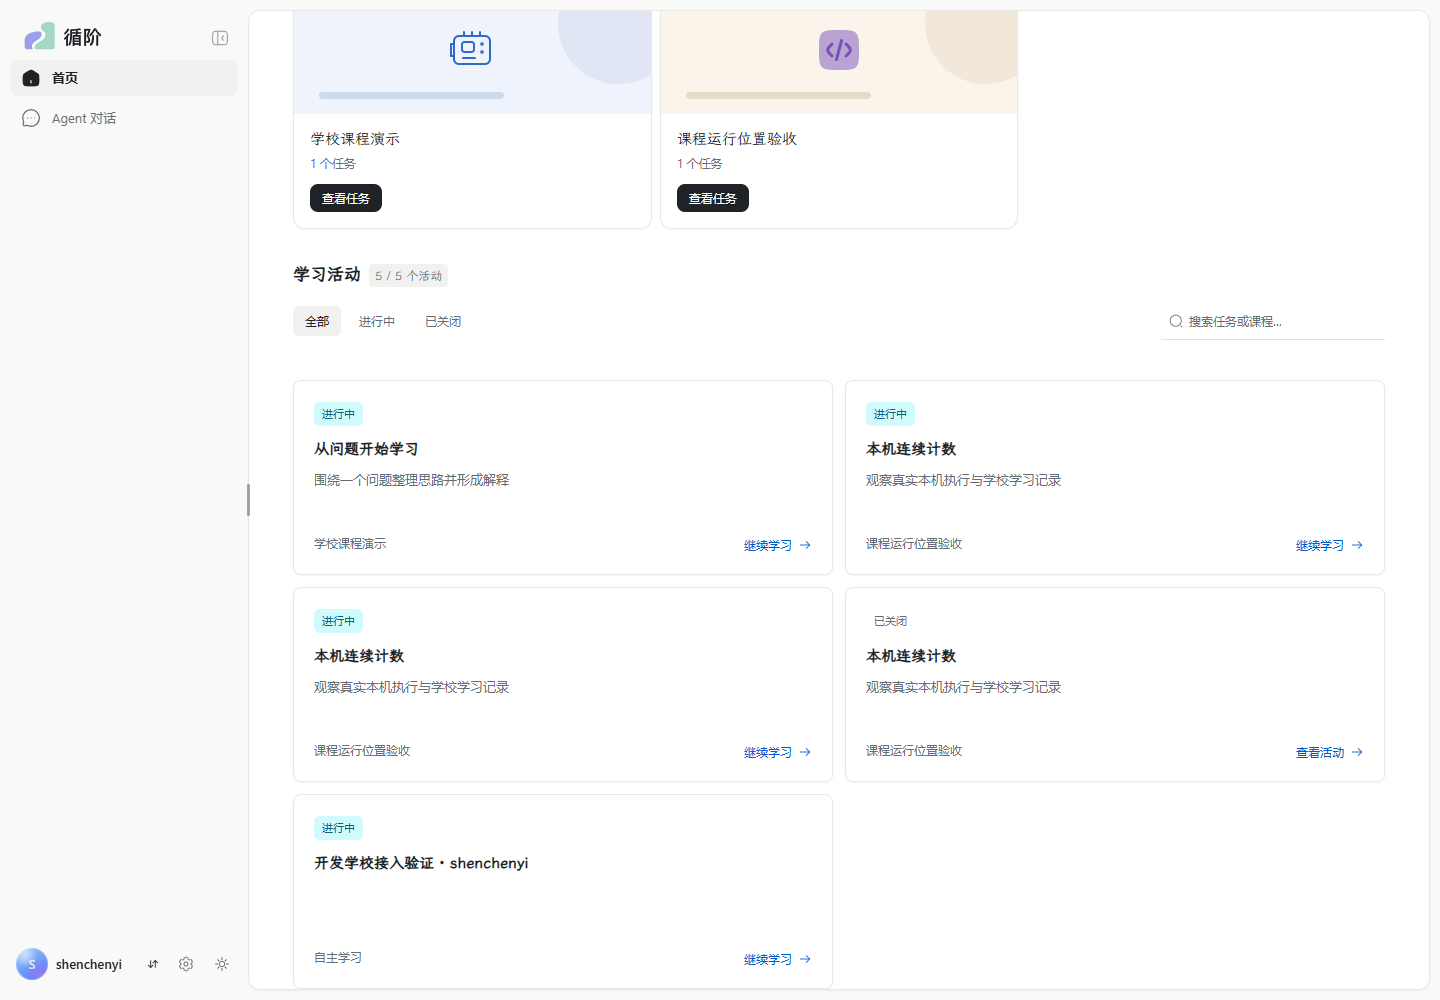 循阶
首页
Agent 对话
学校课程演示
1 个任务
查看任务
课程运行位置验收
1 个任务
查看任务
学习活动
5 / 5 个活动
全部
进行中
已关闭
搜索任务或课程...
进行中
从问题开始学习
围绕一个问题整理思路并形成解释
学校课程演示
继续学习
进行中
本机连续计数
观察真实本机执行与学校学习记录
课程运行位置验收
继续学习
进行中
本机连续计数
观察真实本机执行与学校学习记录
课程运行位置验收
继续学习
已关闭
本机连续计数
观察真实本机执行与学校学习记录
课程运行位置验收
查看活动
进行中
开发学校接入验证·shenchenyi
自主学习
继续学习
S
shenchenyi